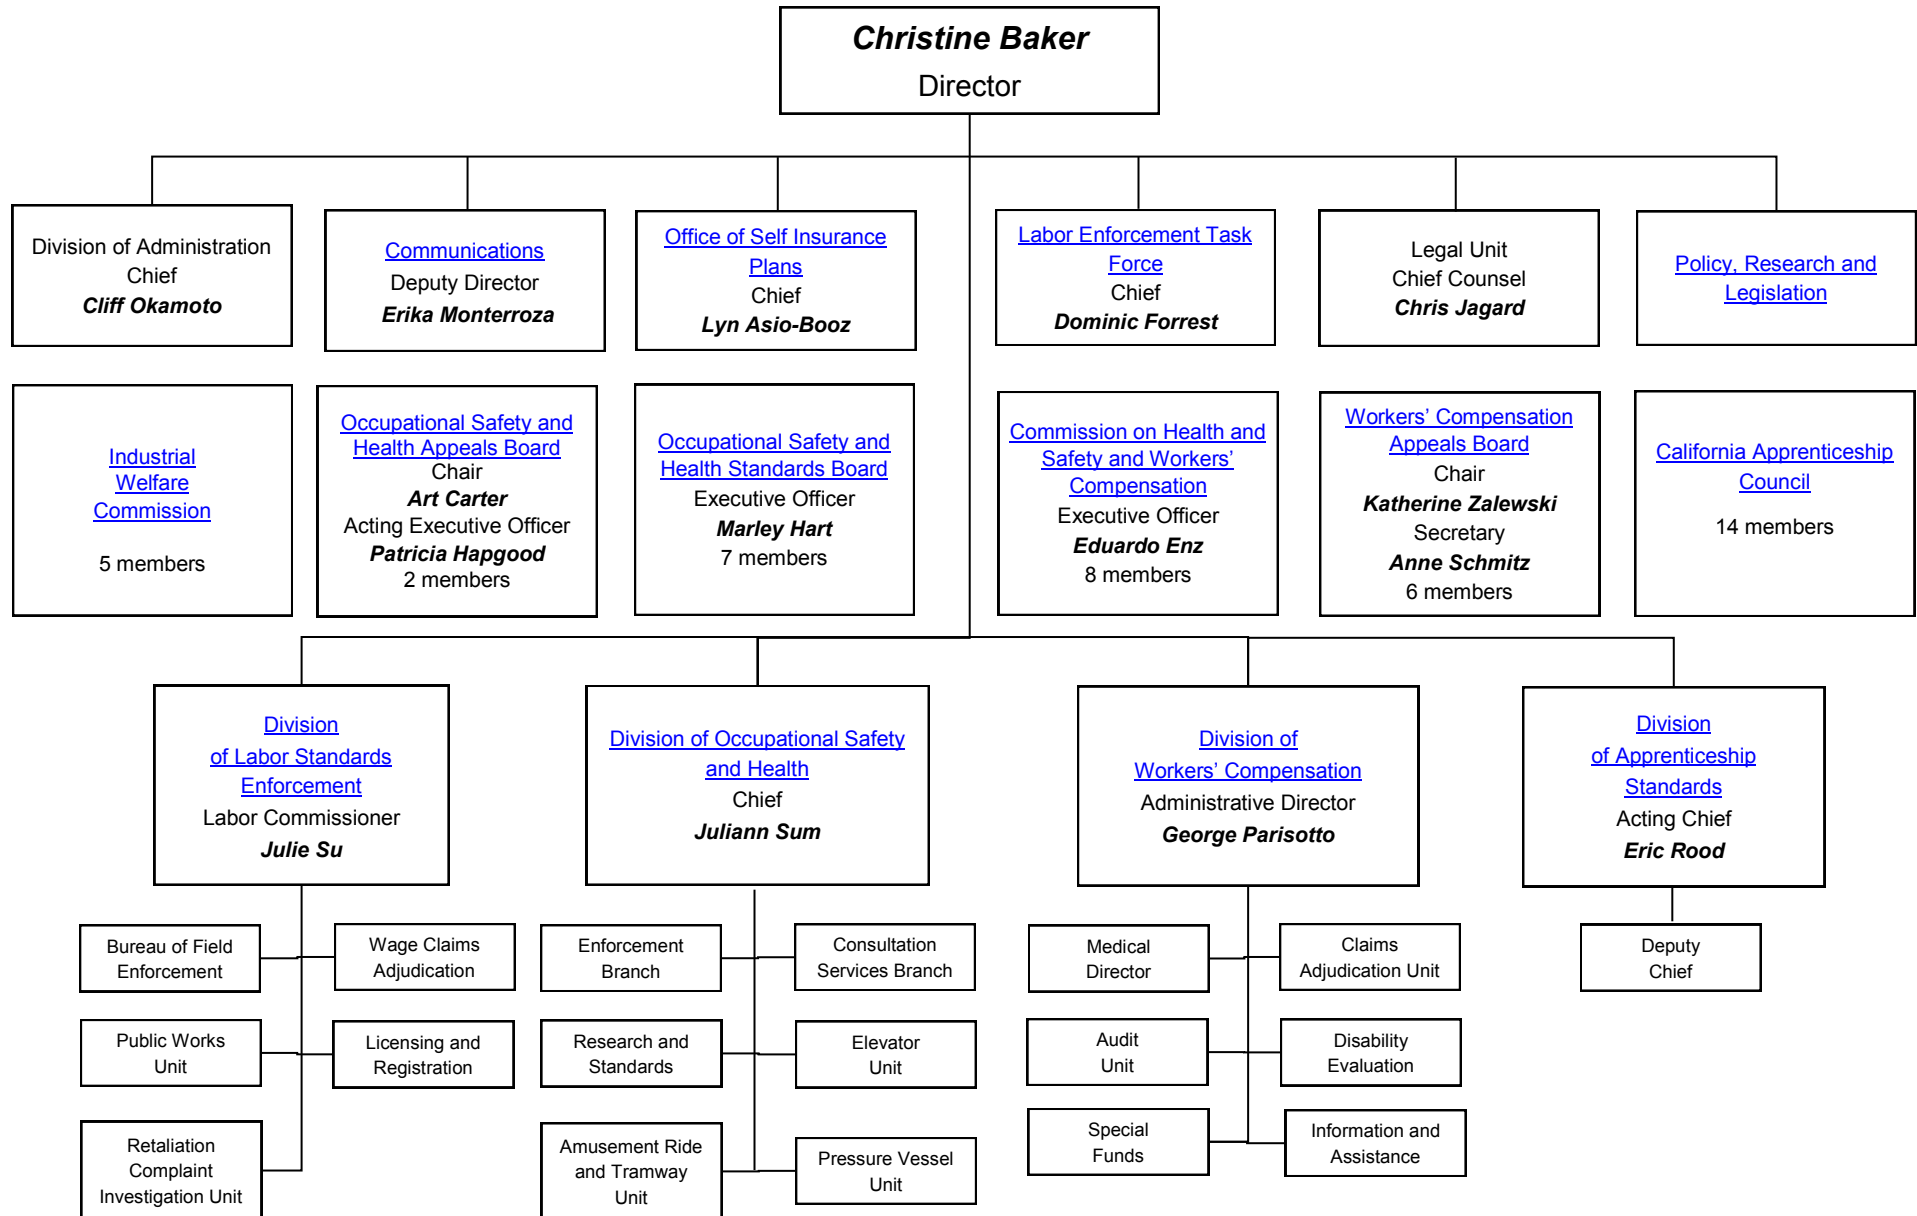 Christine Baker
Director
Division of Administration
Chief
Cliff Okamoto
Communications
Deputy Director
Erika Monterroza
Office of Self Insurance
Plans
Chief
Lyn Asio-Booz
Labor Enforcement Task
Force
Chief
Dominic Forrest
Legal Unit
Chief Counsel
Chris Jagard
Policy, Research and
Legislation
Industrial
Welfare
Commission
5 members
Occupational Safety and
Health Appeals Board
Chair
Art Carter
Acting Executive Officer
Patricia Hapgood
2 members
Occupational Safety and
Health Standards Board
Executive Officer
Marley Hart
7 members
Commission on Health and
Safety and Workers’
Compensation
Executive Officer
Eduardo Enz
8 members
Workers’ Compensation
Appeals Board
Chair
Katherine Zalewski
Secretary
Anne Schmitz
6 members
California Apprenticeship
Council
14 members
Division
of Labor Standards
Enforcement
Labor Commissioner
Julie Su
Division of Occupational Safety
and Health
Chief
Juliann Sum
Division of
Workers’ Compensation
Administrative Director
George Parisotto
Division
of Apprenticeship
Standards
Acting Chief
Eric Rood
Bureau of Field
Enforcement
Wage Claims
Adjudication
Enforcement
Branch
Consultation
Services Branch
Medical
Director
Claims
Adjudication Unit
Deputy
Chief
Public Works
Unit
Licensing and
Registration
Research and
Standards
Elevator
Unit
Audit
Unit
Disability
Evaluation
Retaliation
Complaint
Investigation Unit
Amusement Ride
and Tramway
Unit
Pressure Vessel
Unit
Special
Funds
Information and
Assistance